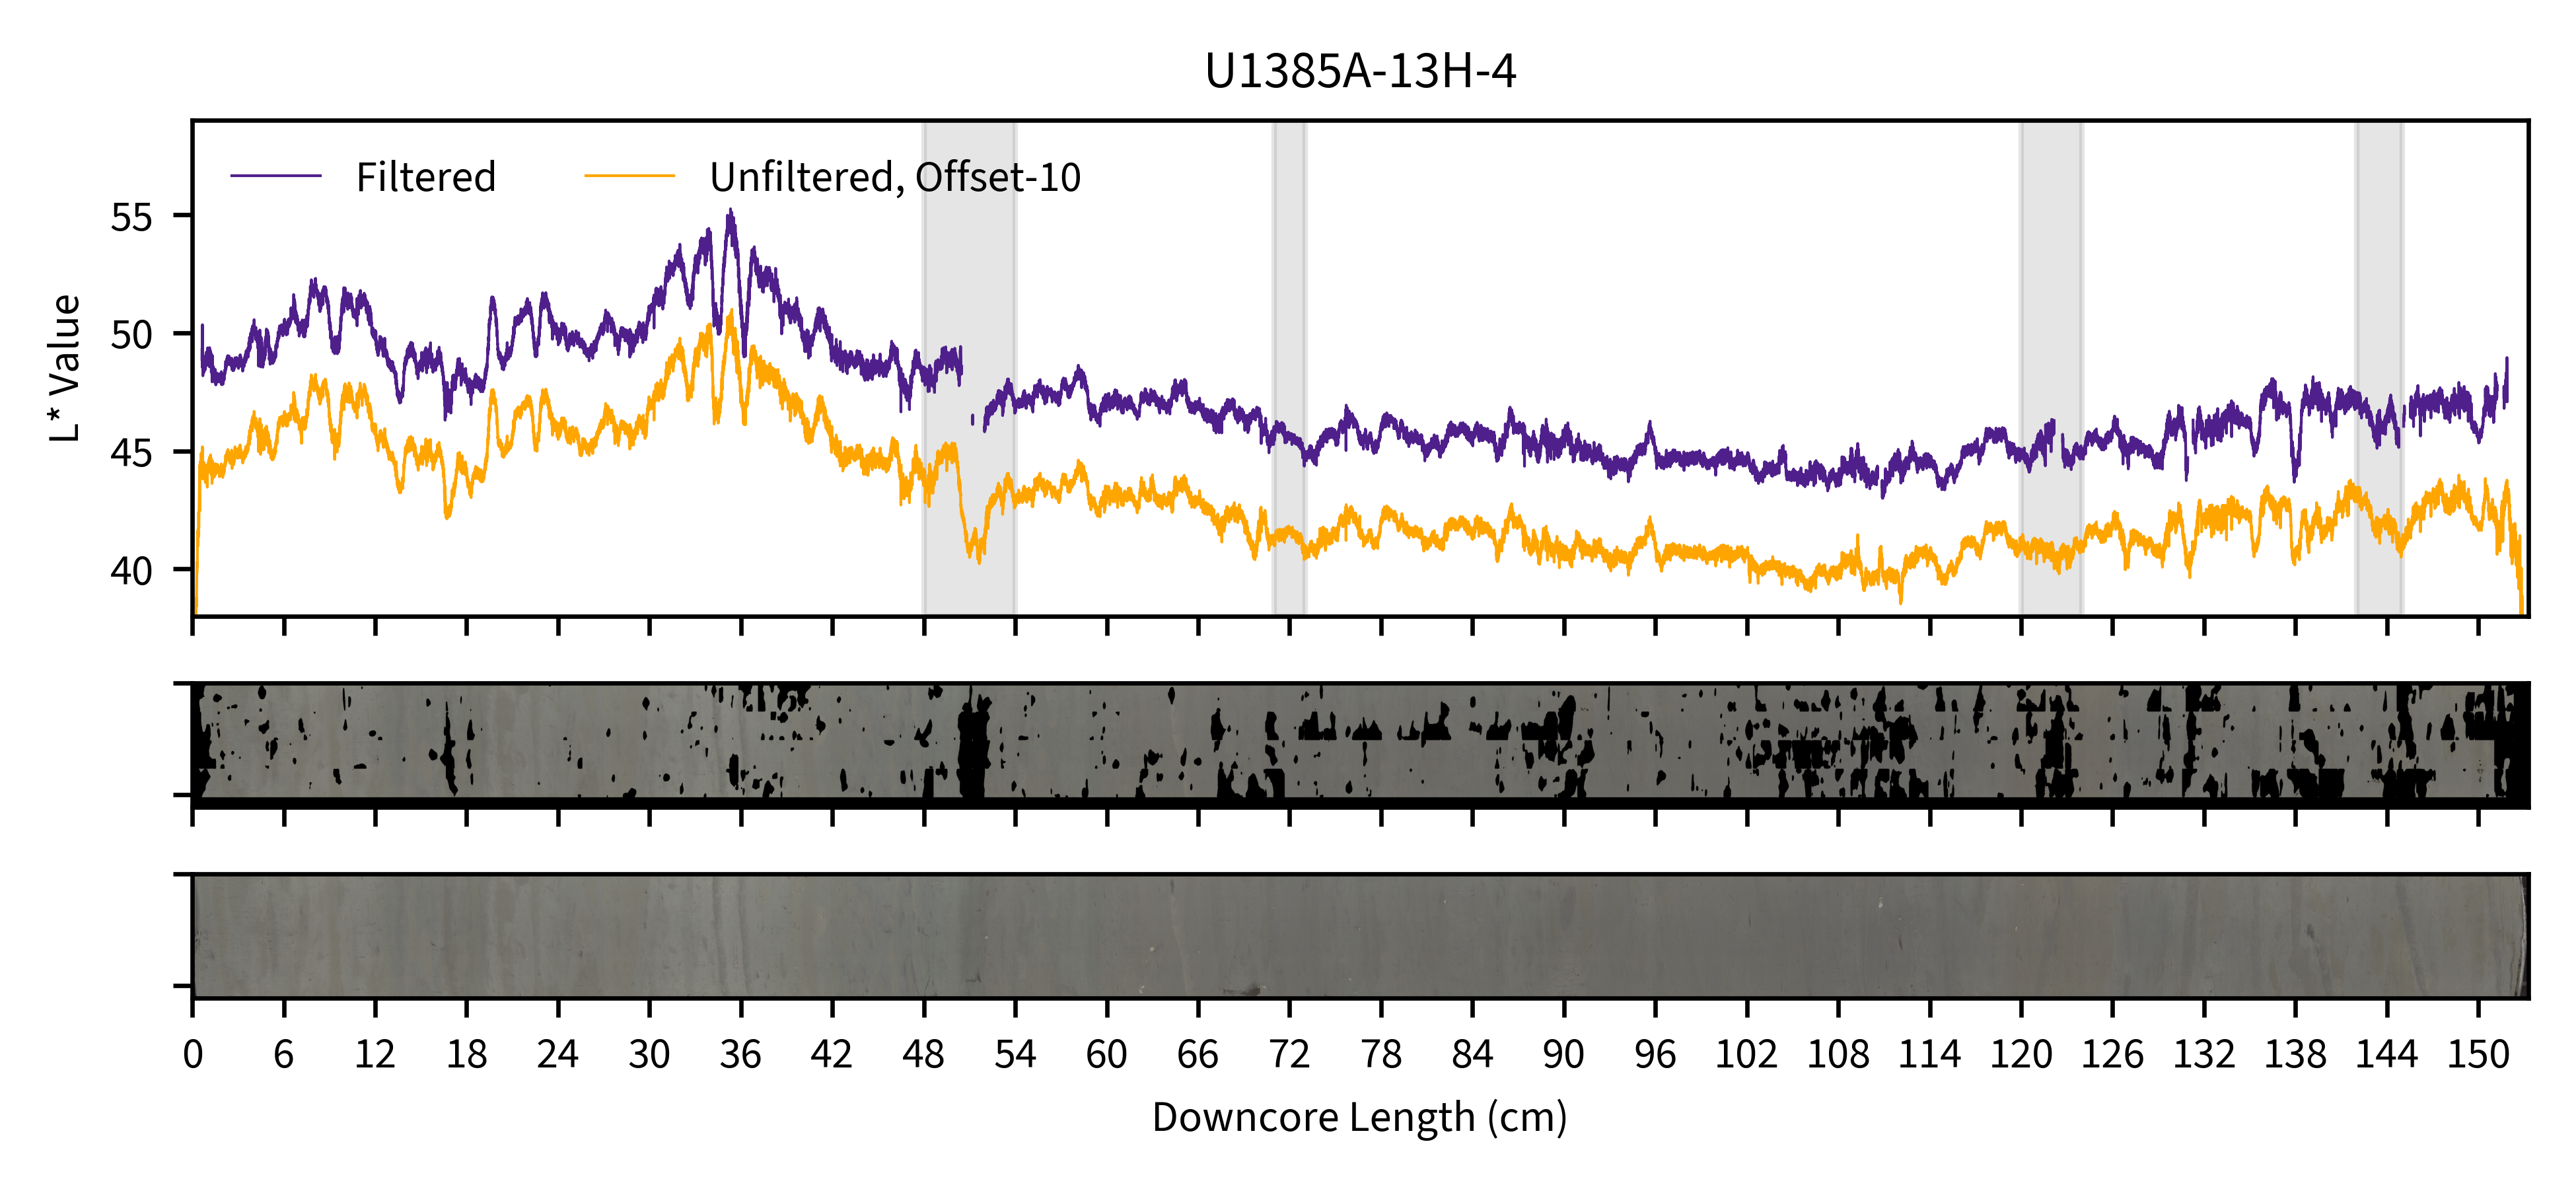 U1385A-13H-4
Filtered
Unfiltered, Offset-10
55
50
45
40
L* Value
0 6 12 18 24 30 36 42 48 54 60 66 72 78 84 90 96 102 108 114 120 126 132 138 144 150
Downcore Length (cm)